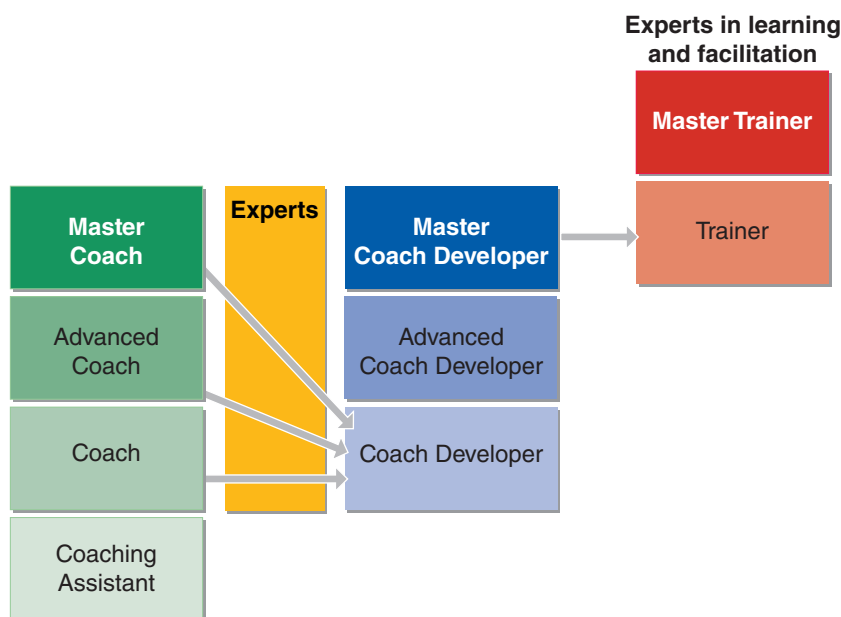 Experts in learning
and facilitation
Master Trainer
Trainer
Master
Coach
Experts
Master
Coach Developer
Advanced
Coach
Advanced
Coach Developer
Coach
Coach Developer
Coaching
Assistant